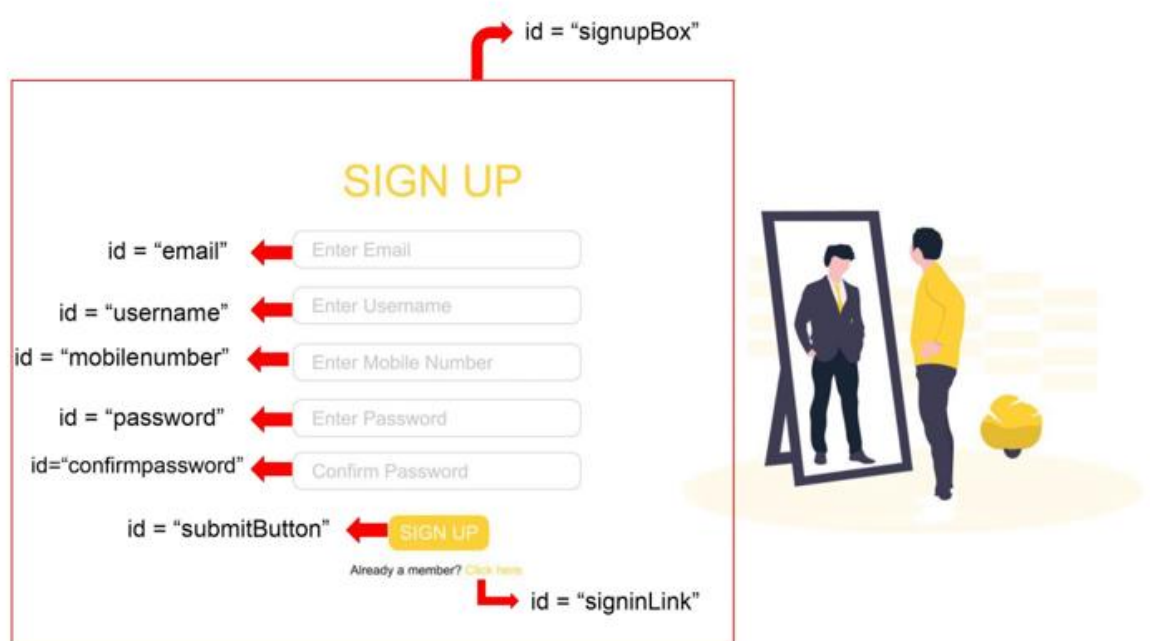 id = “signupBox”
SIGN UP
id = “email”
Enter Email
id = “username”
Enter Username
id = “mobilenumber”
Enter Mobile Number
id = “password”
Enter Password
id=“confirmpassword”
Confirm Password
id = “submitButton”
SIGN UP
Already a member? Click here
id = “signinLink”